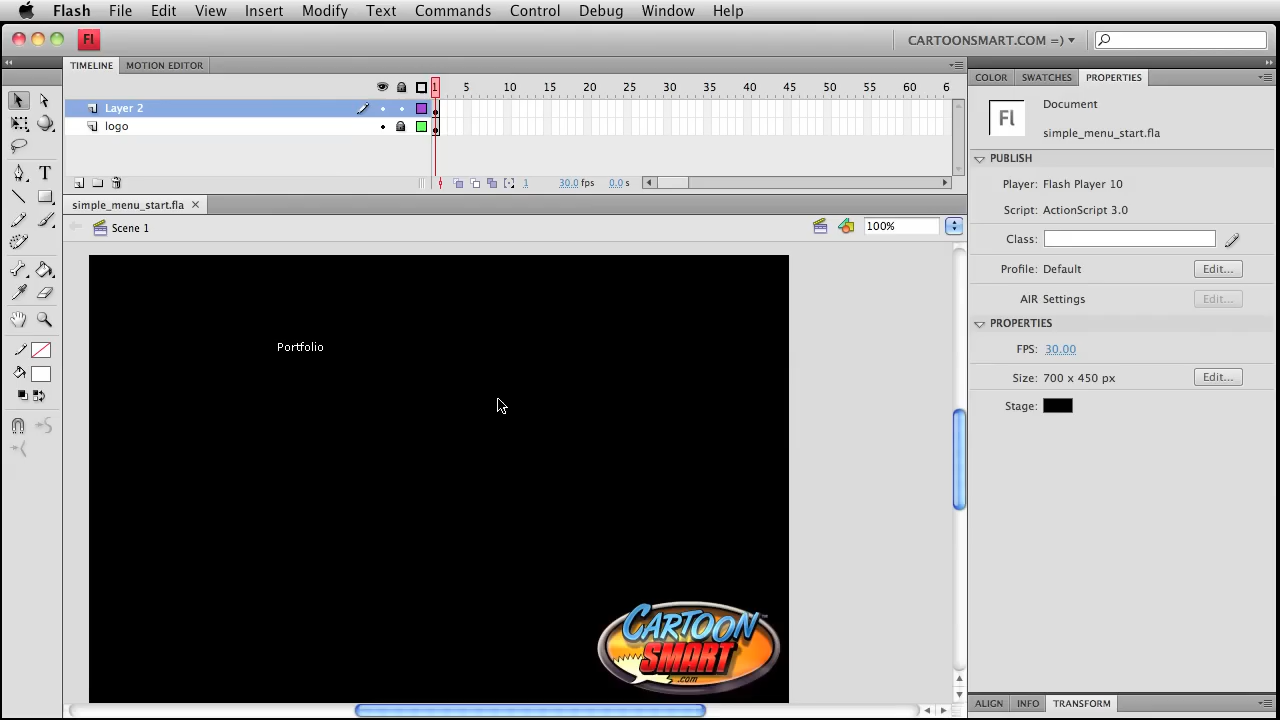 Flash File Edit View Insert Modify Text Commands Control Debug Window Help
Fl CARTOONSMART.COM =)
TIMELINE MOTION EDITOR
1 5 10 15 20 25 30 35 40 45 50 55 60 6
Layer 2
logo
1 30.0 fps 0.0 s
simple_menu_start.fla
Scene 1 100%
Portfolio
CARTOON
SMART
.com
COLOR SWATCHES PROPERTIES
Fl
Document
simple_menu_start.fla
PUBLISH
Player: Flash Player 10
Script: ActionScript 3.0
Class:
Profile: Default Edit...
AIR Settings Edit...
PROPERTIES
FPS: 30.00
Size: 700 x 450 px Edit...
Stage:
ALIGN INFO TRANSFORM